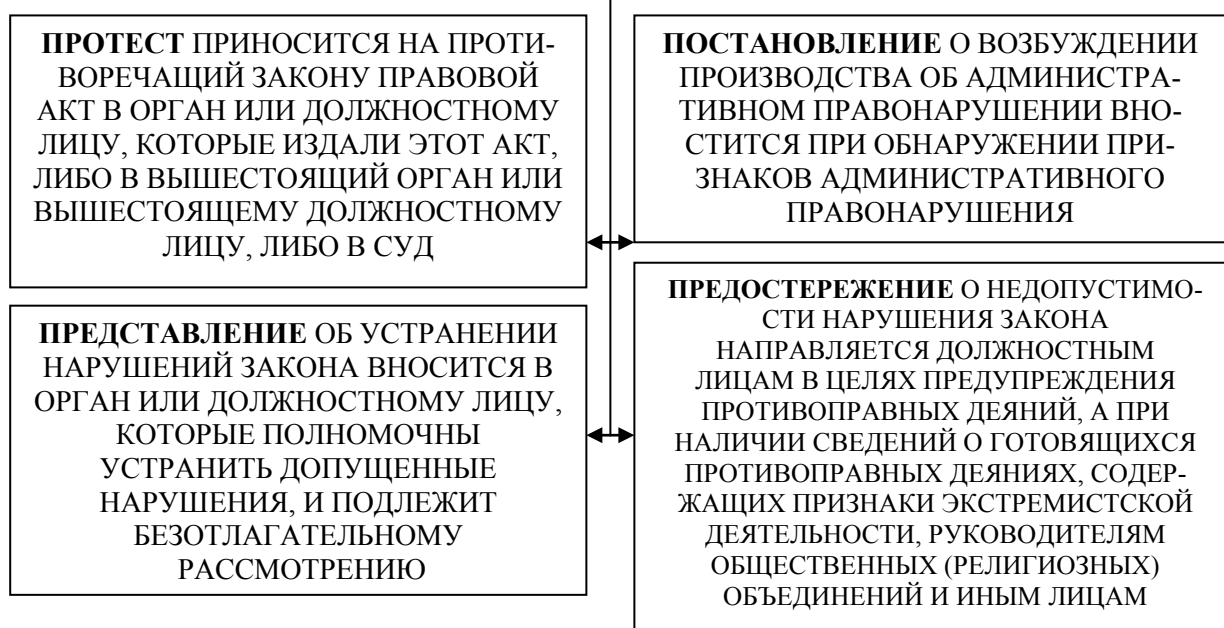 ПРОТЕСТ ПРИНОСИТСЯ НА ПРОТИ-
ВОРЕЧАЩИЙ ЗАКОНУ ПРАВОВОЙ
АКТ В ОРГАН ИЛИ ДОЛЖНОСТНОМУ
ЛИЦУ, КОТОРЫЕ ИЗДАЛИ ЭТОТ АКТ,
ЛИБО В ВЫШЕСТОЯЩИЙ ОРГАН ИЛИ
ВЫШЕСТОЯЩЕМУ ДОЛЖНОСТНОМУ
ЛИЦУ, ЛИБО В СУД
ПОСТАНОВЛЕНИЕ О ВОЗБУЖДЕНИИ
ПРОИЗВОДСТВА ОБ АДМИНИСТРА-
ТИВНОМ ПРАВОНАРУШЕНИИ ВНО-
СТИТСЯ ПРИ ОБНАРУЖЕНИИ ПРИ-
ЗНАКОВ АДМИНИСТРАТИВНОГО
ПРАВОНАРУШЕНИЯ
ПРЕДСТАВЛЕНИЕ ОБ УСТРАНЕНИИ
НАРУШЕНИЙ ЗАКОНА ВНОСИТСЯ В
ОРГАН ИЛИ ДОЛЖНОСТНОМУ ЛИЦУ,
КОТОРЫЕ ПОЛНОМОЧНЫ
УСТРАНИТЬ ДОПУЩЕННЫЕ
НАРУШЕНИЯ, И ПОДЛЕЖИТ
БЕЗОТЛАГАТЕЛЬНОМУ
РАССМОТРЕНИЮ
ПРЕДОСТЕРЕЖЕНИЕ О НЕДОПУСТИМО-
СТИ НАРУШЕНИЯ ЗАКОНА
НАПРАВЛЯЕТСЯ ДОЛЖНОСТНЫМ
ЛИЦАМ В ЦЕЛЯХ ПРЕДУПРЕЖДЕНИЯ
ПРОТИВОПРАВНЫХ ДЕЯНИЙ, А ПРИ
НАЛИЧИИ СВЕДЕНИЙ О ГОТОВЯЩИХСЯ
ПРОТИВОПРАВНЫХ ДЕЯНИЯХ, СОДЕР-
ЖАЩИХ ПРИЗНАКИ ЭКСТРЕМИСТСКОЙ
ДЕЯТЕЛЬНОСТИ, РУКОВОДИТЕЛЯМ
ОБЩЕСТВЕННЫХ (РЕЛИГИОЗНЫХ)
ОБЪЕДИНЕНИЙ И ИНЫМ ЛИЦАМ